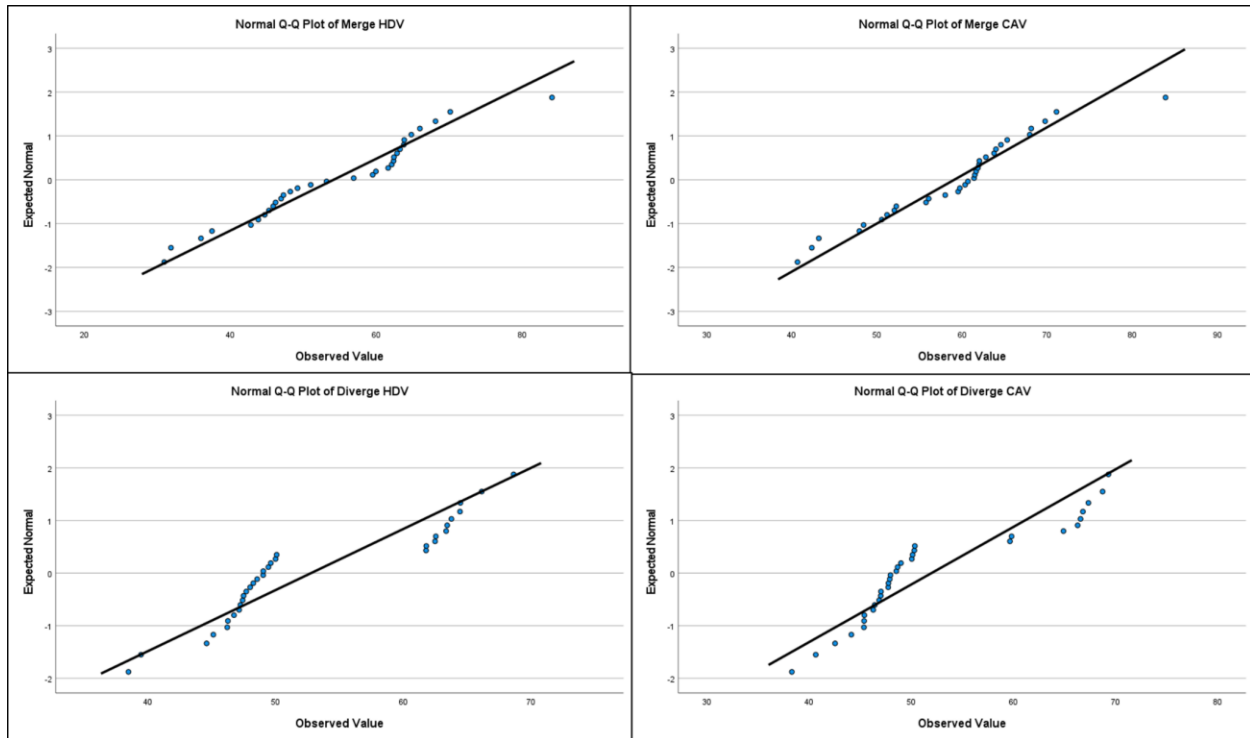 Normal Q-Q Plot of Merge HDV
3
2
1
0
-1
-2
-3
Expected Normal
20 40 60 80
Observed Value
Normal Q-Q Plot of Merge CAV
3
2
1
0
-1
-2
-3
Expected Normal
30 40 50 60 70 80 90
Observed Value
Normal Q-Q Plot of Diverge HDV
3
2
1
0
-1
-2
Expected Normal
40 50 60 70
Observed Value
Normal Q-Q Plot of Diverge CAV
3
2
1
0
-1
-2
Expected Normal
30 40 50 60 70 80
Observed Value